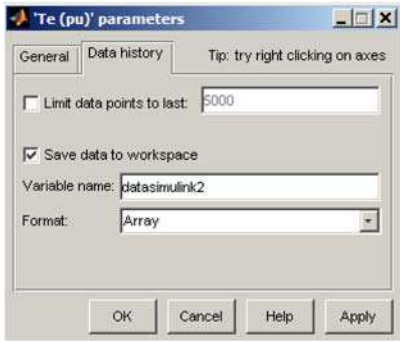 'Te (pu)' parameters
General Data history Tip: try right clicking on axes
Limit data points to last: 5000
Save data to workspace
Variable name: datasimulink2
Format: Array
OK Cancel Help Apply